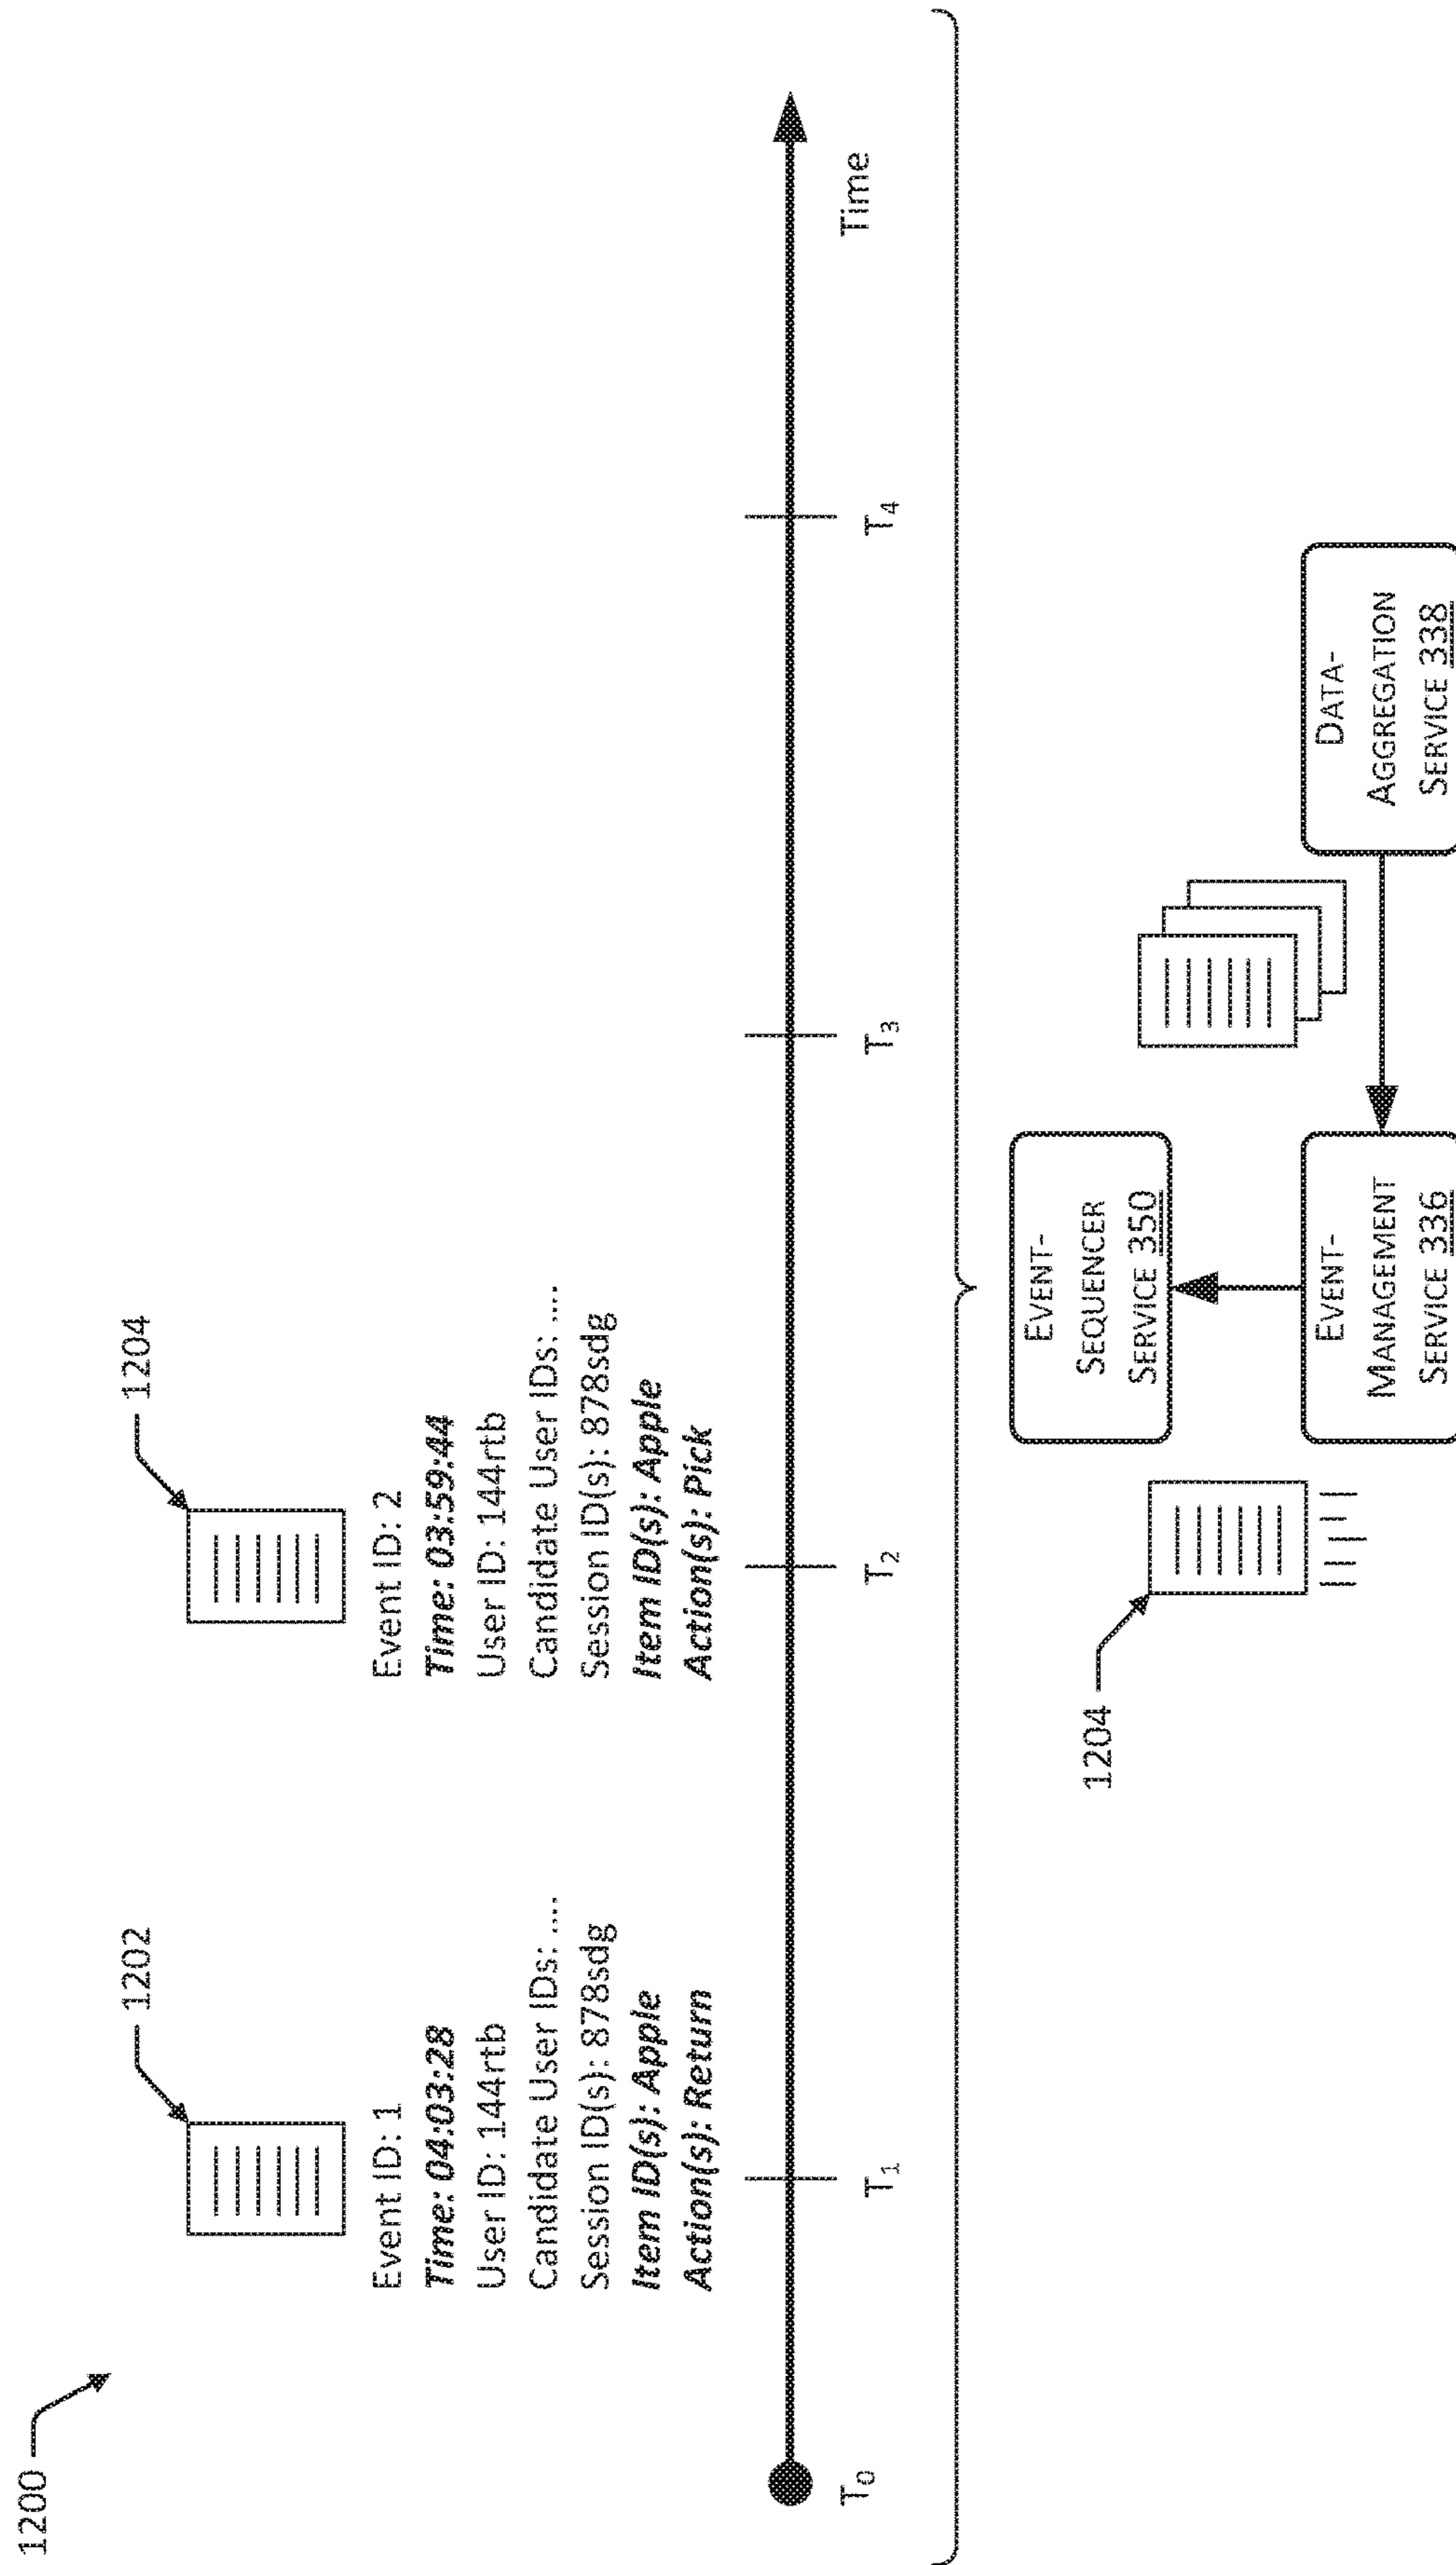 1200
1202
Event ID: 1
Time: 04:03:28
User ID: 144rtb
Candidate User IDs: ....
Session ID(s): 878sdg
Item ID(s): Apple
Action(s): Return
1204
Event ID: 2
Time: 03:59:44
User ID: 144rtb
Candidate User IDs: ....
Session ID(s): 878sdg
Item ID(s): Apple
Action(s): Pick
T0
T1
T2
T3
T4
Time
1204
EVENT-
SEQUENCER
SERVICE 350
EVENT-
MANAGEMENT
SERVICE 336
DATA-
AGGREGATION
SERVICE 338